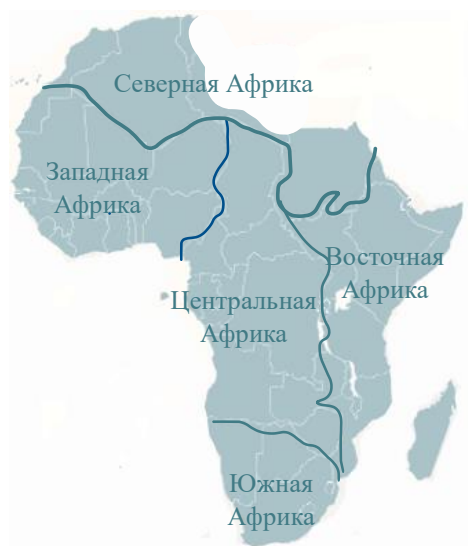 Северная Африка
Западная
Африка
Восточная
Африка
Центральная
Африка
Южная
Африка